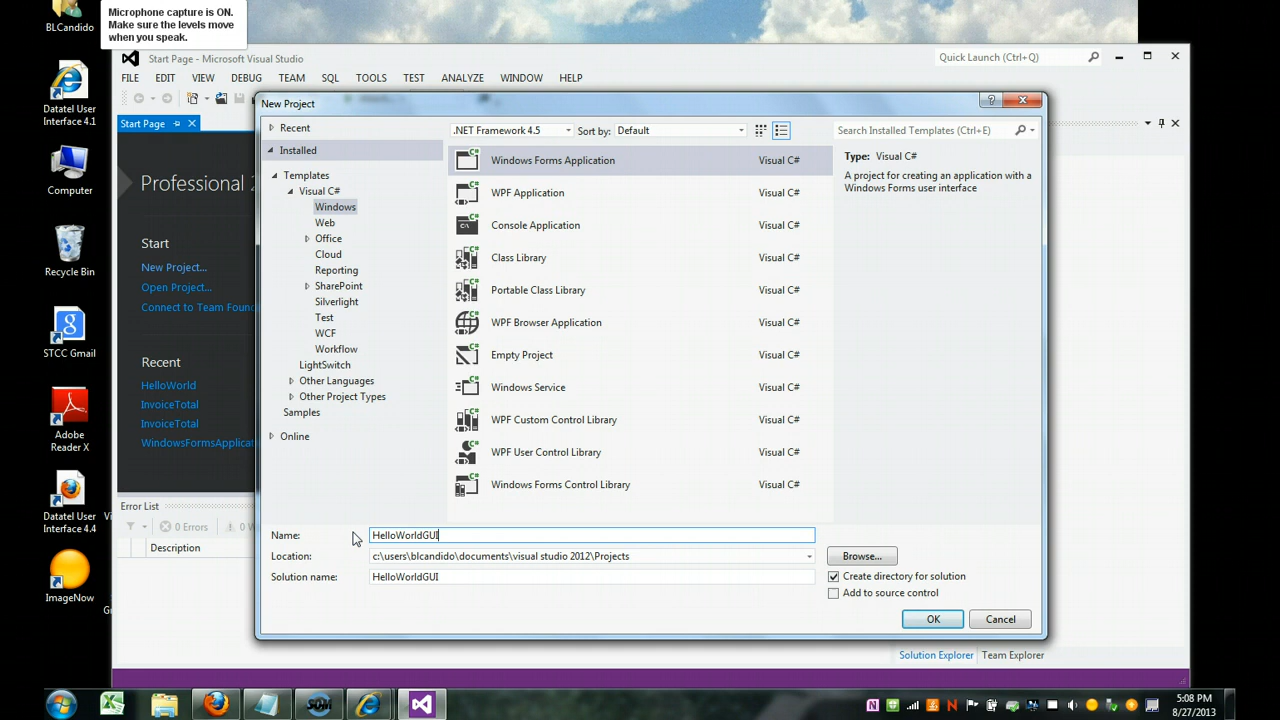 BLCandido
Microphone capture is ON.
Make sure the levels move
when you speak.
Start Page - Microsoft Visual Studio
Quick Launch (Ctrl+Q)
FILE EDIT VIEW DEBUG TEAM SQL TOOLS TEST ANALYZE WINDOW HELP
Datatel User
Interface 4.1
New Project
Start Page
Recent
.NET Framework 4.5
Sort by: Default
Search Installed Templates (Ctrl+E)
Installed
Templates
Visual C#
Windows
Web
Office
Cloud
Reporting
SharePoint
Silverlight
Test
WCF
Workflow
LightSwitch
Other Languages
Other Project Types
Samples
Online
Windows Forms Application Visual C#
WPF Application Visual C#
Console Application Visual C#
Class Library Visual C#
Portable Class Library Visual C#
WPF Browser Application Visual C#
Empty Project Visual C#
Windows Service Visual C#
WPF Custom Control Library Visual C#
WPF User Control Library Visual C#
Windows Forms Control Library Visual C#
Type: Visual C#
A project for creating an application with a
Windows Forms user interface
Computer
Recycle Bin
STCC Gmail
Adobe
Reader X
Datatel User
Interface 4.4
ImageNow
Professional 2
Start
New Project...
Open Project...
Connect to Team Foun
Recent
HelloWorld
InvoiceTotal
InvoiceTotal
WindowsFormsApplicat
Error List
0 Errors
0 W
Description
Name: HelloWorldGUI
Location: c:\users\blcandido\documents\visual studio 2012\Projects
Browse...
Solution name: HelloWorldGUI
Create directory for solution
Add to source control
OK Cancel
Solution Explorer Team Explorer
5:08 PM
8/27/2013